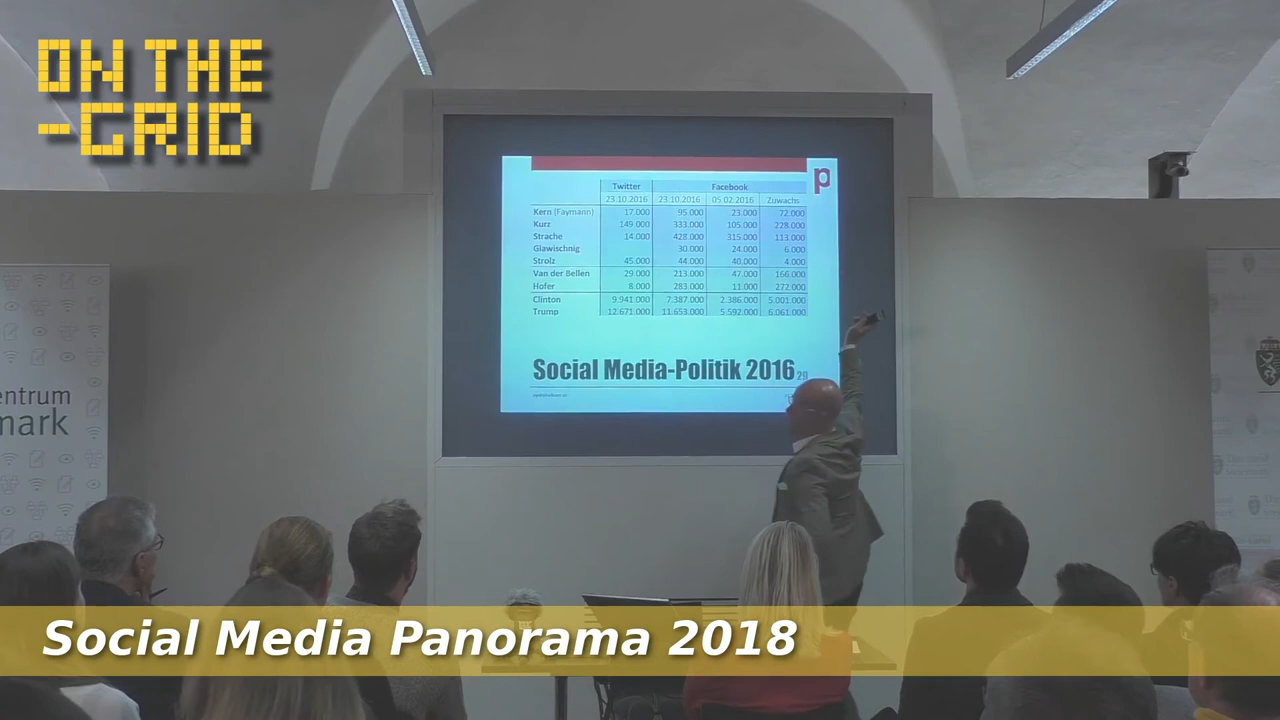 ON THE
-GRID
p
Twitter Facebook
23.10.2016 23.10.2016 05.02.2016 Zuwachs
Kern (Faymann) 17.000 95.000 23.000 72.000
Kurz 149.000 333.000 105.000 228.000
Strache 14.000 428.000 315.000 113.000
Glawischnig 30.000 24.000 6.000
Strolz 45.000 44.000 40.000 4.000
Van der Bellen 29.000 213.000 47.000 166.000
Hofer 8.000 283.000 11.000 272.000
Clinton 9.941.000 7.387.000 2.386.000 5.001.000
Trump 12.671.000 11.653.000 5.592.000 6.061.000
Social Media-Politik 2016 29
entrum
mark
Social Media Panorama 2018